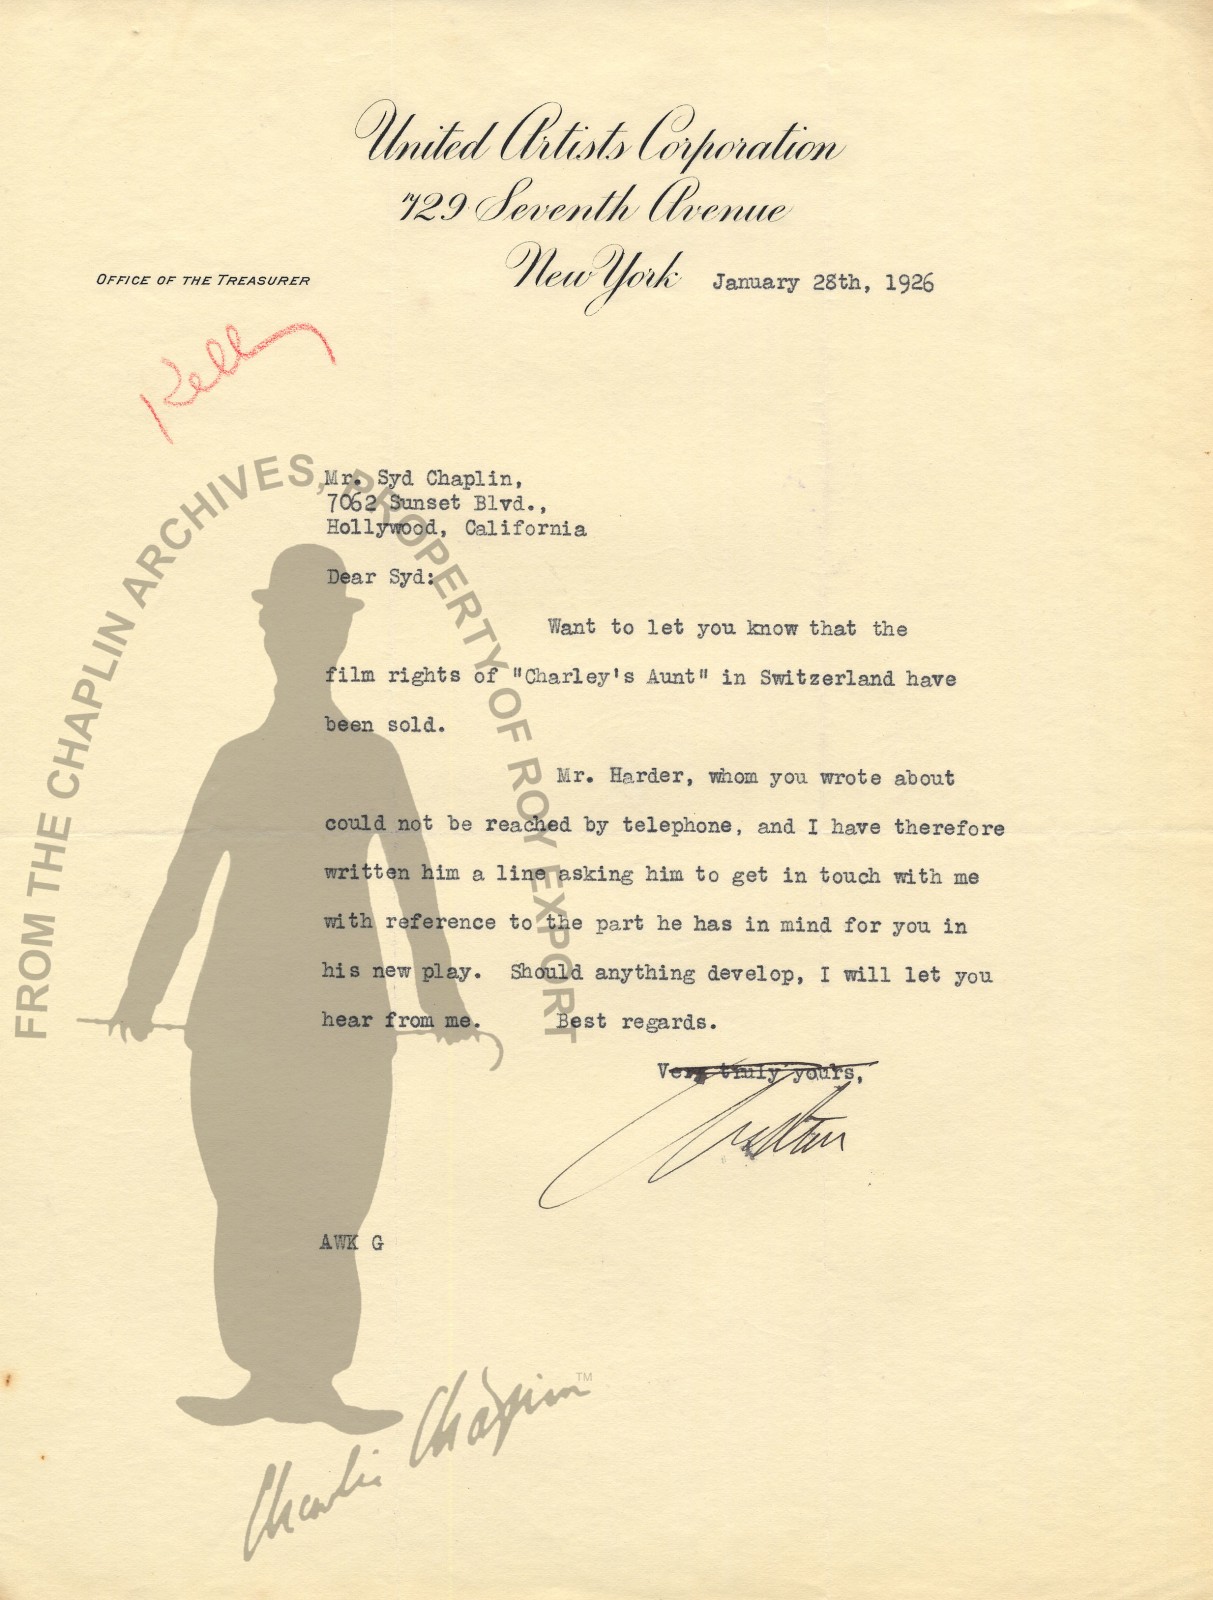 United Artists Corporation
729 Seventh Avenue
New York January 28th, 1926
OFFICE OF THE TREASURER
Kelly
Mr. Syd Chaplin,
7062 Sunset Blvd.,
Hollywood, California
Dear Syd:
Want to let you know that the
film rights of "Charley's Aunt" in Switzerland have
been sold.
Mr. Harder, whom you wrote about
could not be reached by telephone, and I have therefore
written him a line asking him to get in touch with me
with reference to the part he has in mind for you in
his new play. Should anything develop, I will let you
hear from me. Best regards.
Very truly yours,
AWK G
FROM THE CHAPLIN ARCHIVES, PROPERTY OF ROY EXPORT
Charlie Chaplin TM